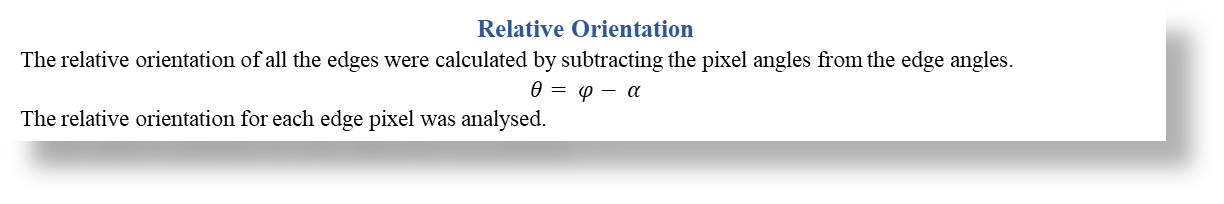 Relative Orientation
The relative orientation of all the edges were calculated by subtracting the pixel angles from the edge angles.
θ = φ − α
The relative orientation for each edge pixel was analysed.